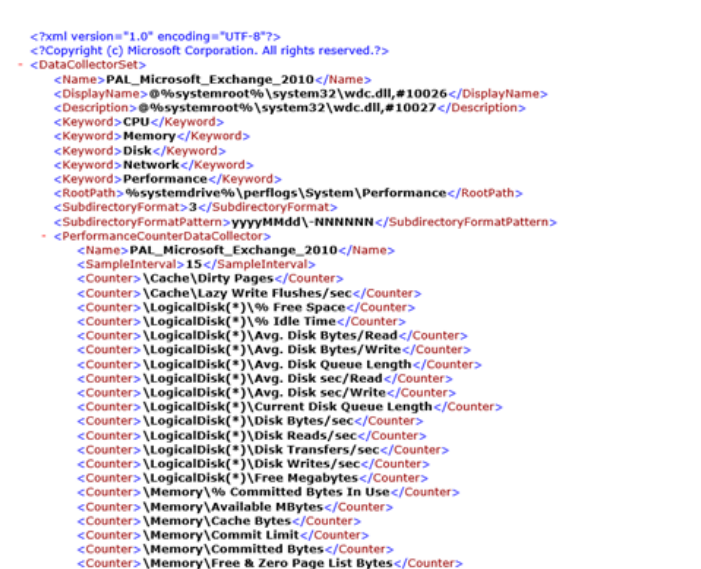 <?xml version="1.0" encoding="UTF-8"?>
<?Copyright (c) Microsoft Corporation. All rights reserved.?>
- <DataCollectorSet>
<Name>PAL_Microsoft_Exchange_2010</Name>
<DisplayName>@%systemroot%\system32\wdc.dll,#10026</DisplayName>
<Description>@%systemroot%\system32\wdc.dll,#10027</Description>
<Keyword>CPU</Keyword>
<Keyword>Memory</Keyword>
<Keyword>Disk</Keyword>
<Keyword>Network</Keyword>
<Keyword>Performance</Keyword>
<RootPath>%systemdrive%\perflogs\System\Performance</RootPath>
<SubdirectoryFormat>3</SubdirectoryFormat>
<SubdirectoryFormatPattern>yyyyMMdd\-NNNNNN</SubdirectoryFormatPattern>
- <PerformanceCounterDataCollector>
<Name>PAL_Microsoft_Exchange_2010</Name>
<SampleInterval>15</SampleInterval>
<Counter>\Cache\Dirty Pages</Counter>
<Counter>\Cache\Lazy Write Flushes/sec</Counter>
<Counter>\LogicalDisk(*)\% Free Space</Counter>
<Counter>\LogicalDisk(*)\% Idle Time</Counter>
<Counter>\LogicalDisk(*)\Avg. Disk Bytes/Read</Counter>
<Counter>\LogicalDisk(*)\Avg. Disk Bytes/Write</Counter>
<Counter>\LogicalDisk(*)\Avg. Disk Queue Length</Counter>
<Counter>\LogicalDisk(*)\Avg. Disk sec/Read</Counter>
<Counter>\LogicalDisk(*)\Avg. Disk sec/Write</Counter>
<Counter>\LogicalDisk(*)\Current Disk Queue Length</Counter>
<Counter>\LogicalDisk(*)\Disk Bytes/sec</Counter>
<Counter>\LogicalDisk(*)\Disk Reads/sec</Counter>
<Counter>\LogicalDisk(*)\Disk Transfers/sec</Counter>
<Counter>\LogicalDisk(*)\Disk Writes/sec</Counter>
<Counter>\LogicalDisk(*)\Free Megabytes</Counter>
<Counter>\Memory\% Committed Bytes In Use</Counter>
<Counter>\Memory\Available MBytes</Counter>
<Counter>\Memory\Cache Bytes</Counter>
<Counter>\Memory\Commit Limit</Counter>
<Counter>\Memory\Committed Bytes</Counter>
<Counter>\Memory\Free & Zero Page List Bytes</Counter>